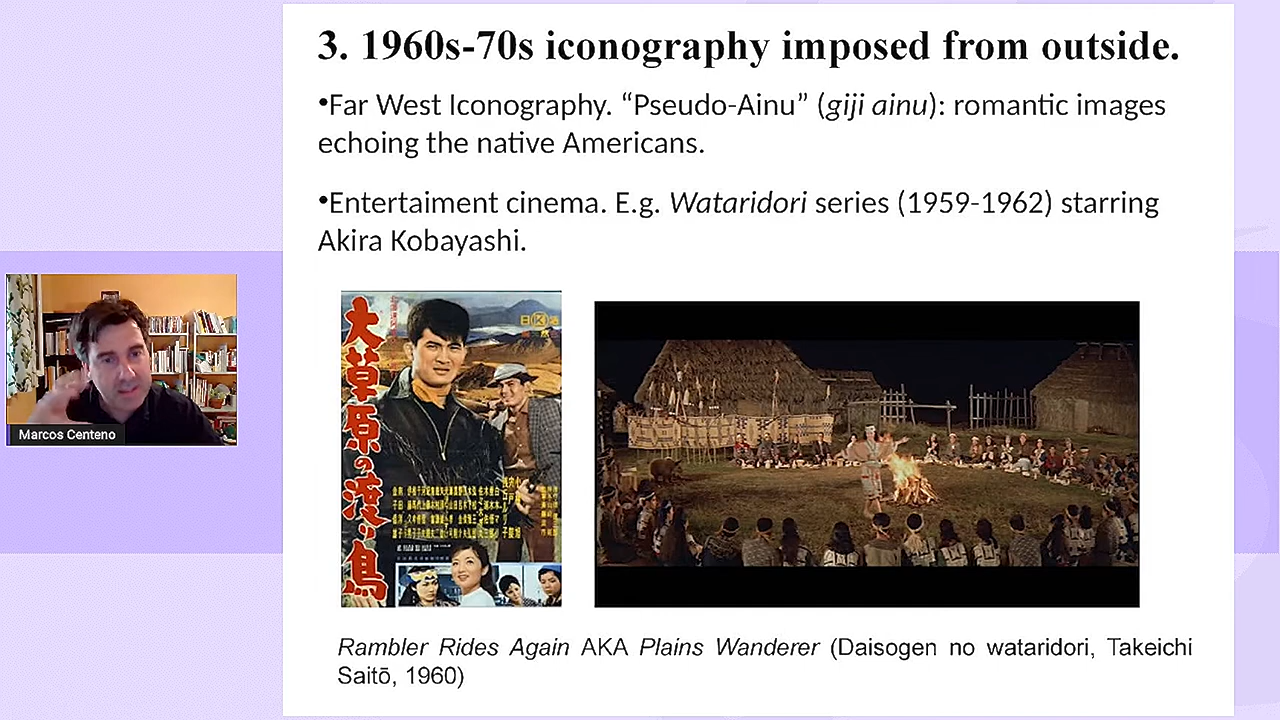 3. 1960s-70s iconography imposed from outside.
•Far West Iconography. “Pseudo-Ainu” (giji ainu): romantic images
echoing the native Americans.
•Entertaiment cinema. E.g. Wataridori series (1959-1962) starring
Akira Kobayashi.
大草原の渡り鳥
Marcos Centeno
Rambler Rides Again AKA Plains Wanderer (Daisogen no wataridori, Takeichi
Saitō, 1960)